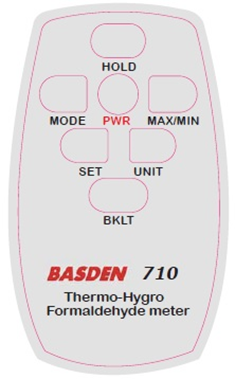 HOLD
MODE PWR MAX/MIN
SET UNIT
BKLT
BASDEN 710
Thermo-Hygro
Formaldehyde meter